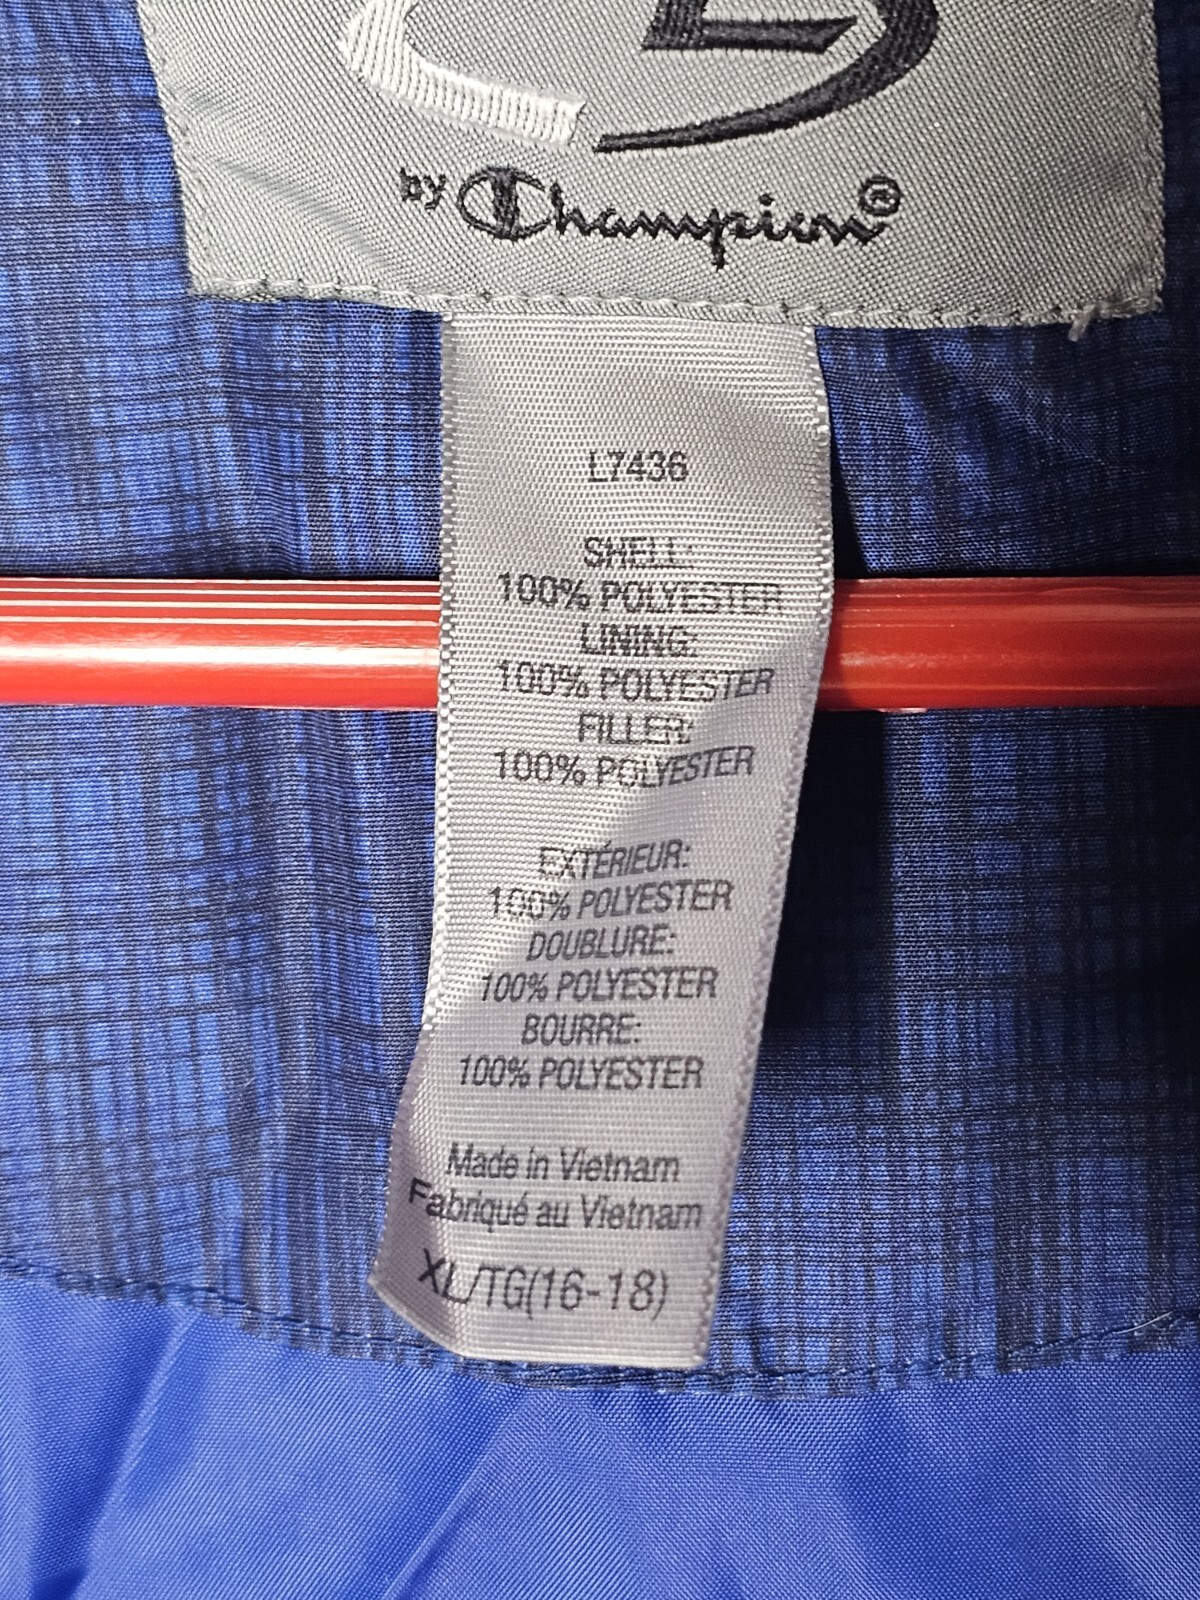 by Champion®
L7436
SHELL:
100% POLYESTER
LINING:
100% POLYESTER
FILLER:
100% POLYESTER
EXTÉRIEUR:
100% POLYESTER
DOUBLURE:
100% POLYESTER
BOURRE:
100% POLYESTER
Made in Vietnam
Fabriqué au Vietnam
XL/TG(16-18)